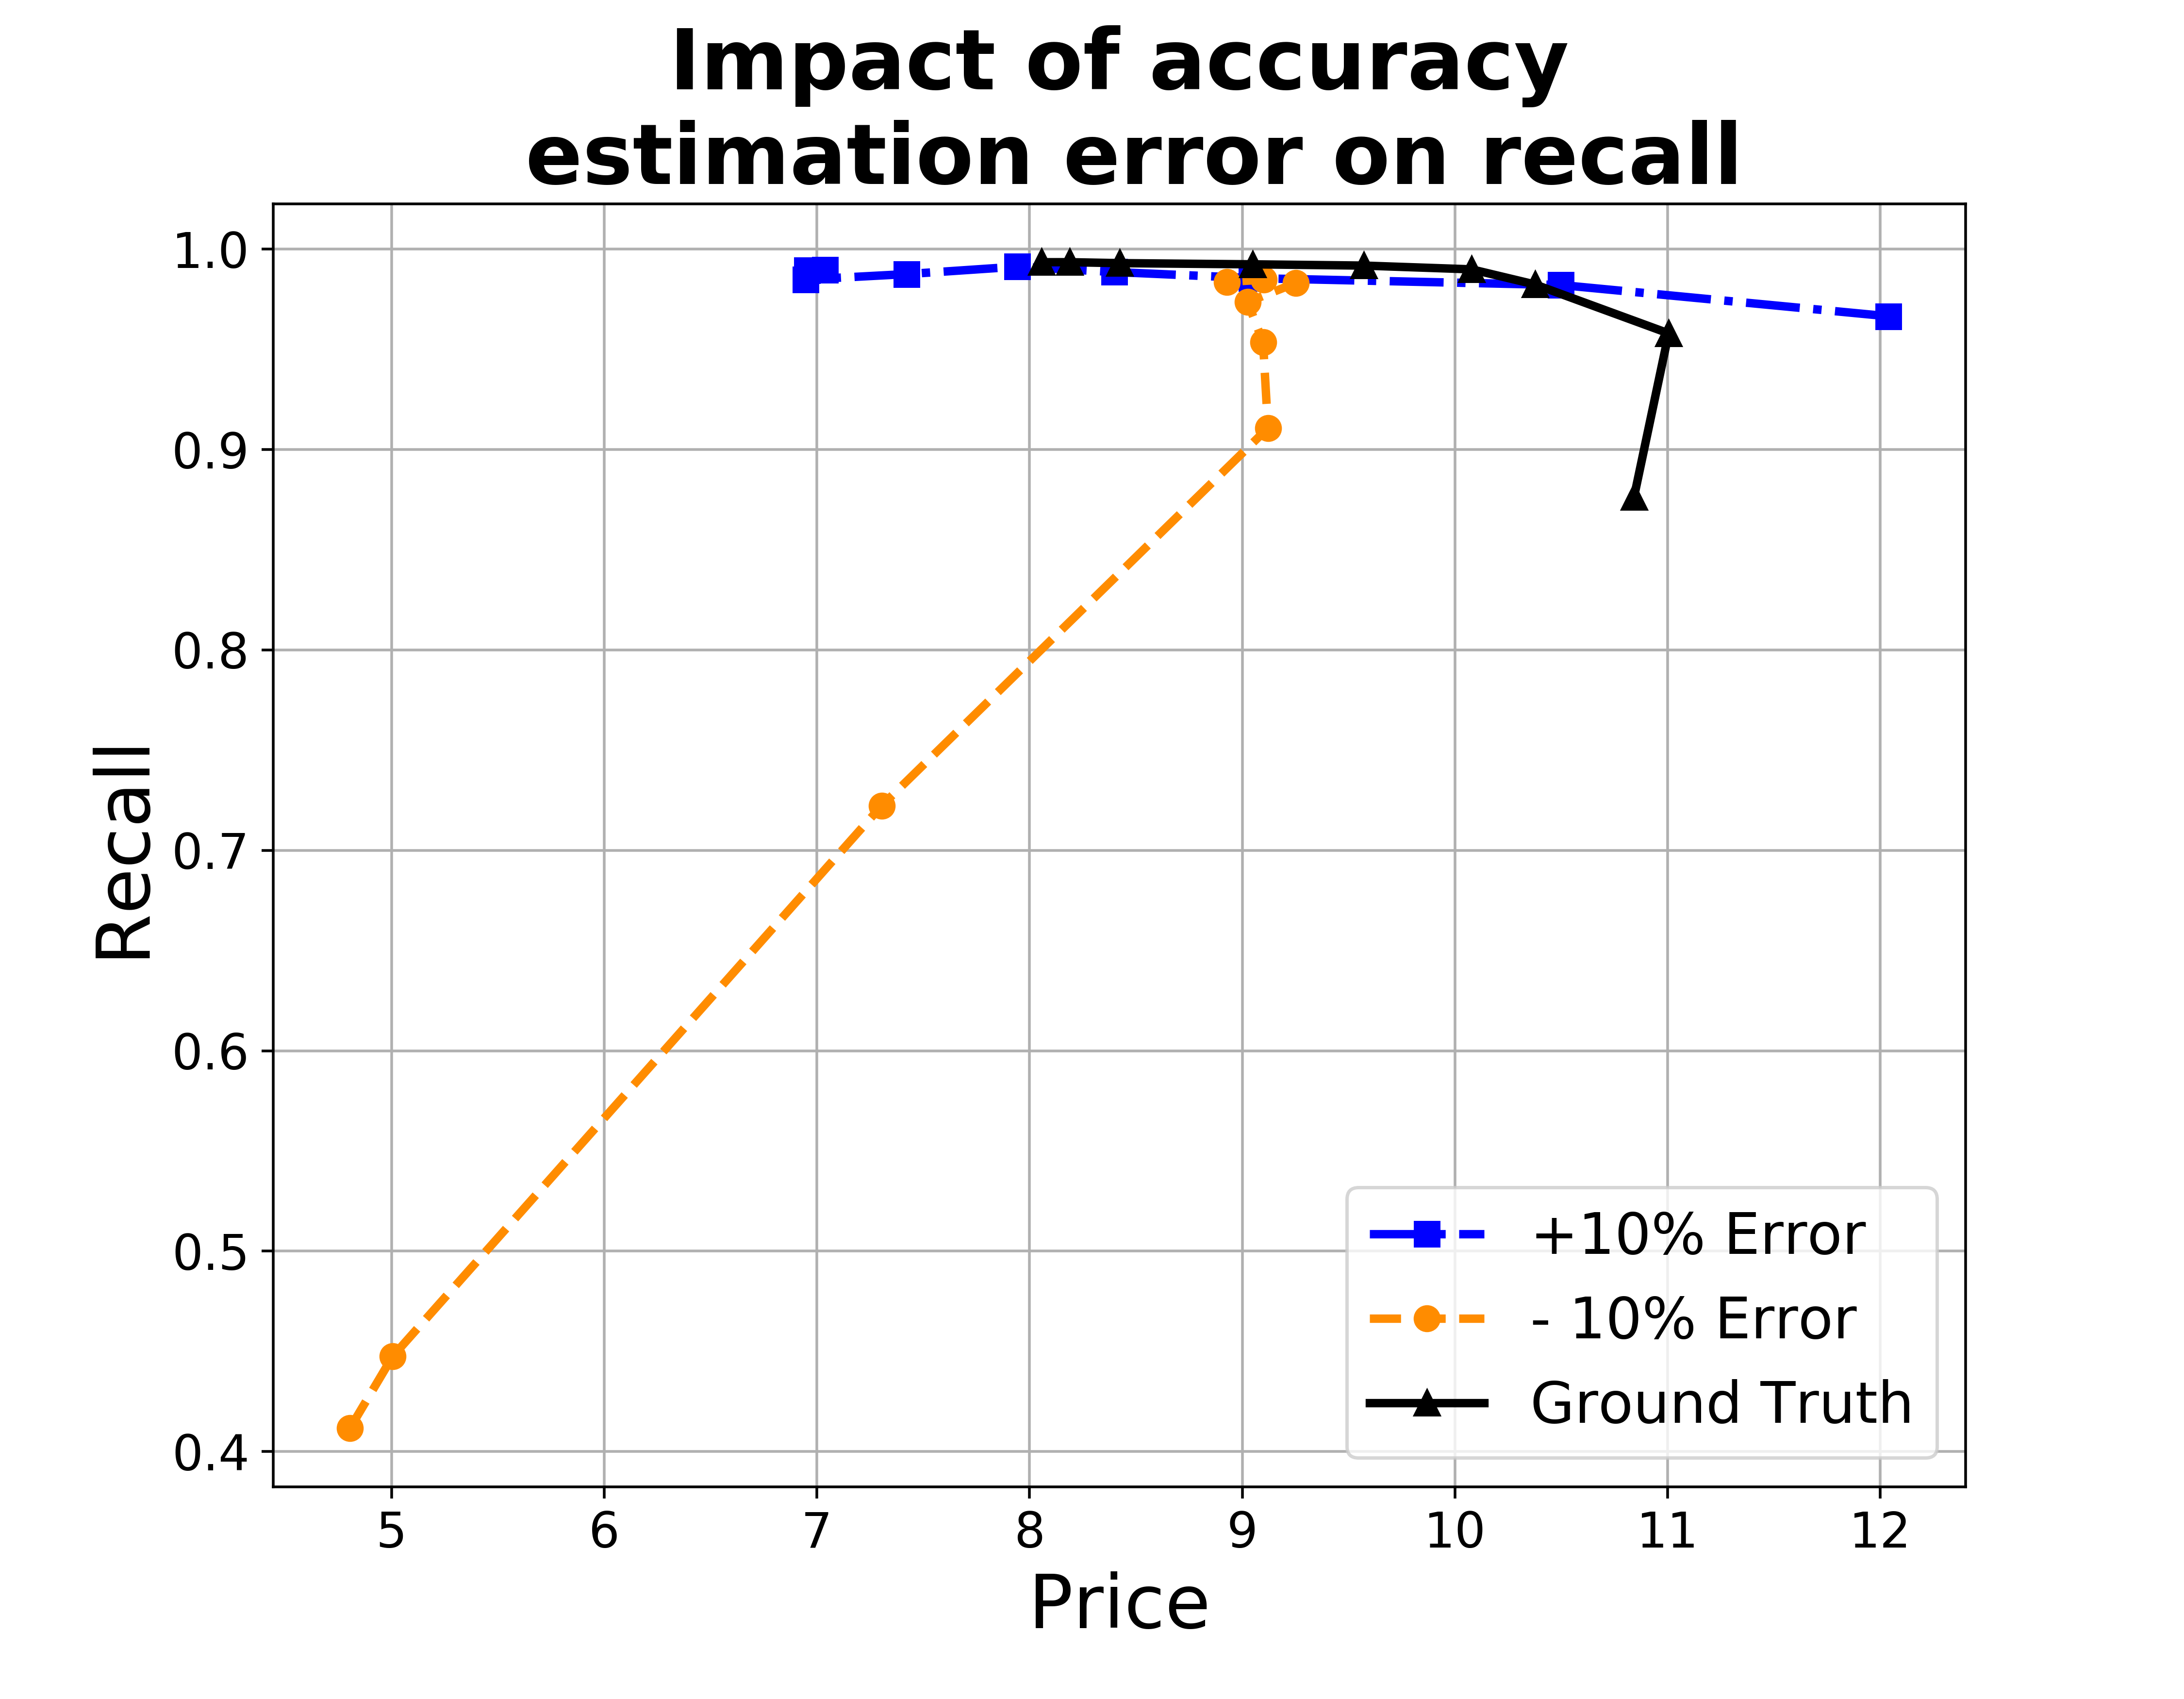 Impact of accuracy
estimation error on recall
1.0
0.9
0.8
0.7
0.6
0.5
0.4
Recall
5 6 7 8 9 10 11 12
Price
+10% Error
- 10% Error
Ground Truth